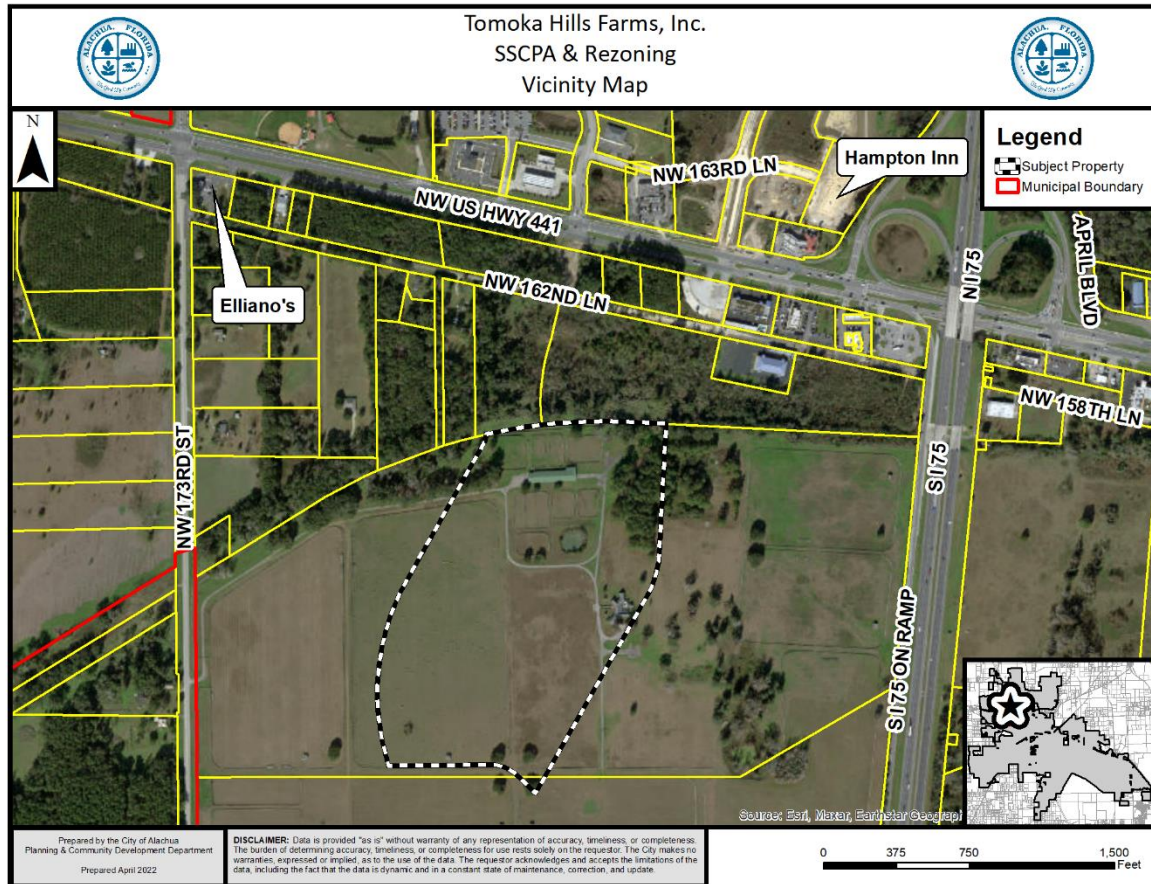 Tomoka Hills Farms, Inc.
SSCPA & Rezoning
Vicinity Map
ALACHUA, FLORIDA
ALACHUA, FLORIDA
N
Legend
Subject Property
Municipal Boundary
Hampton Inn
NW 163RD LN
NW US HWY 441
Elliano's
NW 162ND LN
N I 75
APRIL BLVD
NW 158TH LN
NW 173RD ST
S I 75
S I 75 ON RAMP
Source: Esri, Maxar, Earthstar Geographi
Prepared by the City of Alachua
Planning & Community Development Department
Prepared April 2022
DISCLAIMER: Data is provided "as is" without warranty of any representation of accuracy, timeliness, or completeness.
The burden of determining accuracy, timeliness, or completeness for use rests solely on the requestor. The City makes no
warranties, expressed or implied, as to the use of the data. The requestor acknowledges and accepts the limitations of the
data, including the fact that the data is dynamic and in a constant state of maintenance, correction, and update.
0 375 750 1,500
Feet